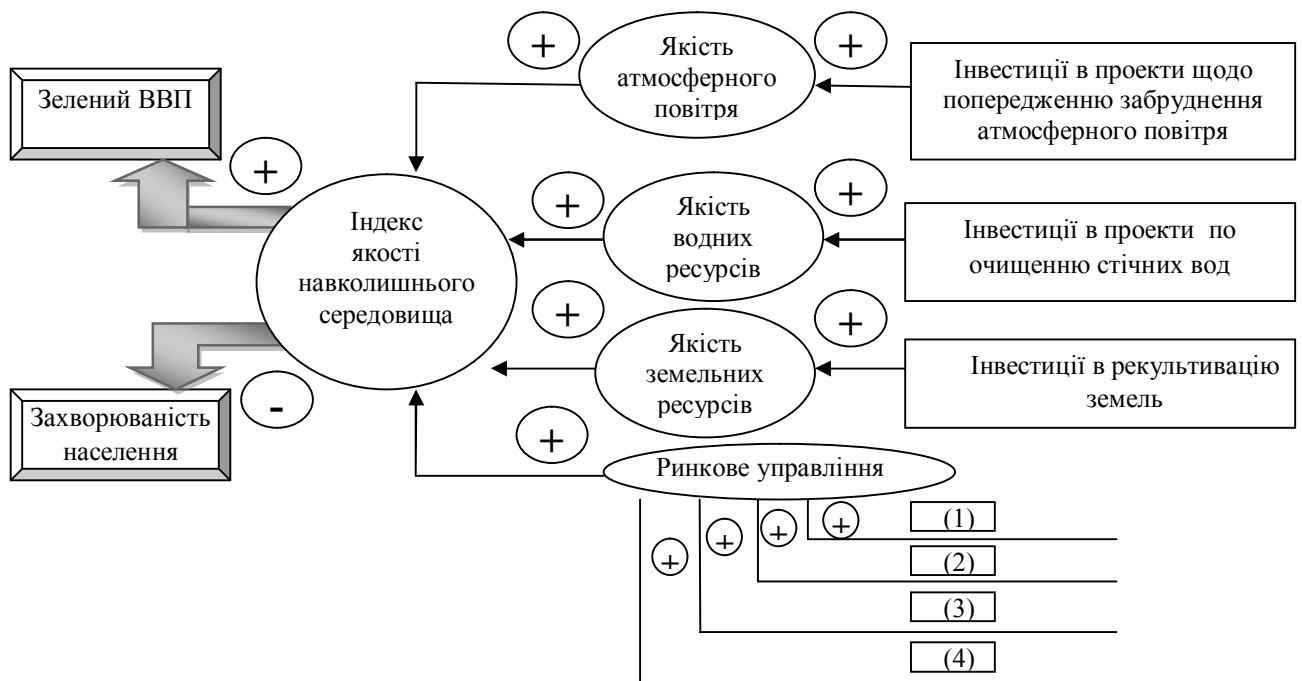 Зелений ВВП
+
Індекс
якості
навколишнього
середовища
-
Захворюваність
населення
+
Якість
атмосферного
повітря
+
Інвестиції в проекти щодо
попередженню забруднення
атмосферного повітря
+
Якість
водних
ресурсів
+
Інвестиції в проекти по
очищенню стічних вод
+
Якість
земельних
ресурсів
+
Інвестиції в рекультивацію
земель
+
Ринкове управління
+
+
+
+
(1)
(2)
(3)
(4)